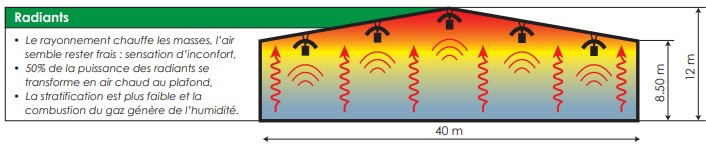 Radiants
• Le rayonnement chauffe les masses, l'air
semble rester frais : sensation d'inconfort,
• 50% de la puissance des radiants se
transforme en air chaud au plafond,
• La stratification est plus faible et la
combustion du gaz génère de l'humidité.
8.50 m
12 m
40 m